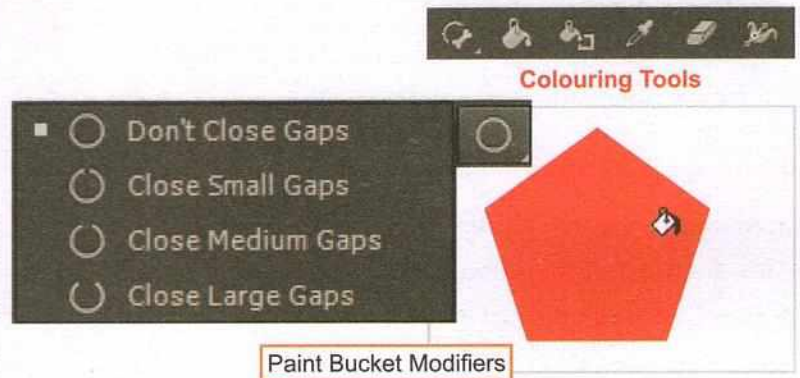 Colouring Tools
Don't Close Gaps
Close Small Gaps
Close Medium Gaps
Close Large Gaps
Paint Bucket Modifiers